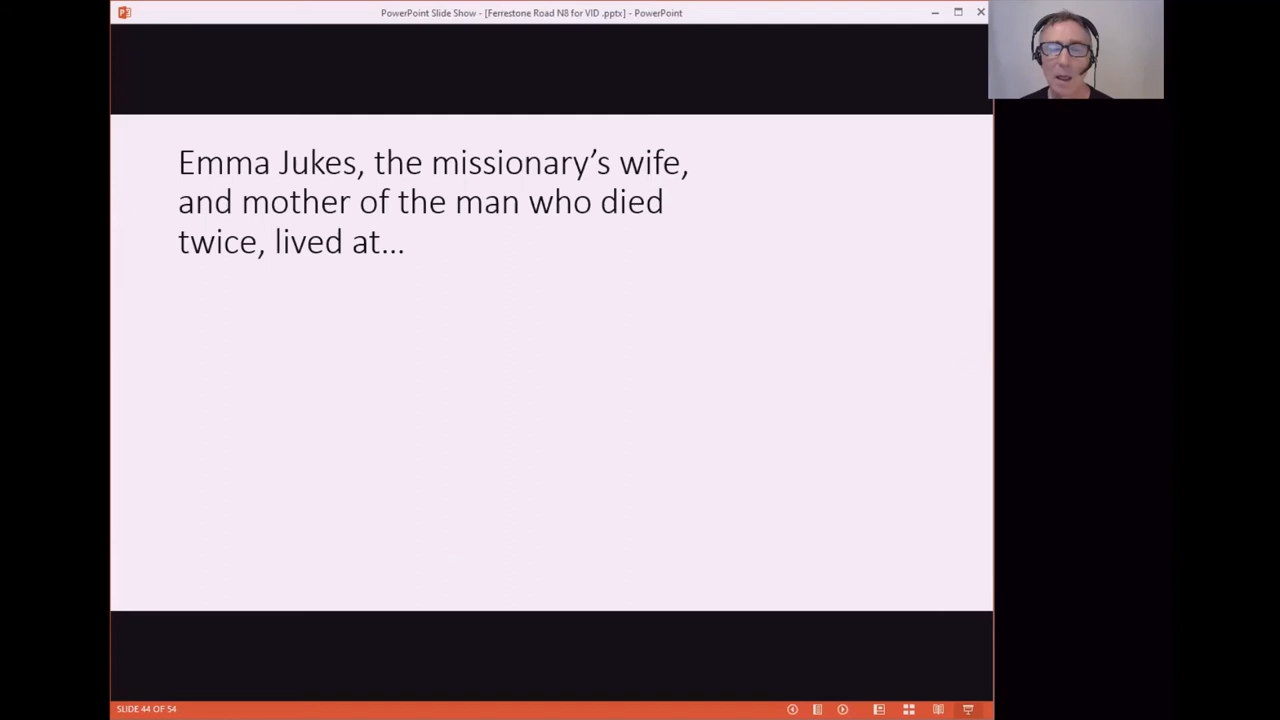 PowerPoint Slide Show - [Ferrestone Road N8 for VID .pptx] - PowerPoint
Emma Jukes, the missionary’s wife,
and mother of the man who died
twice, lived at...
SLIDE 44 OF 54